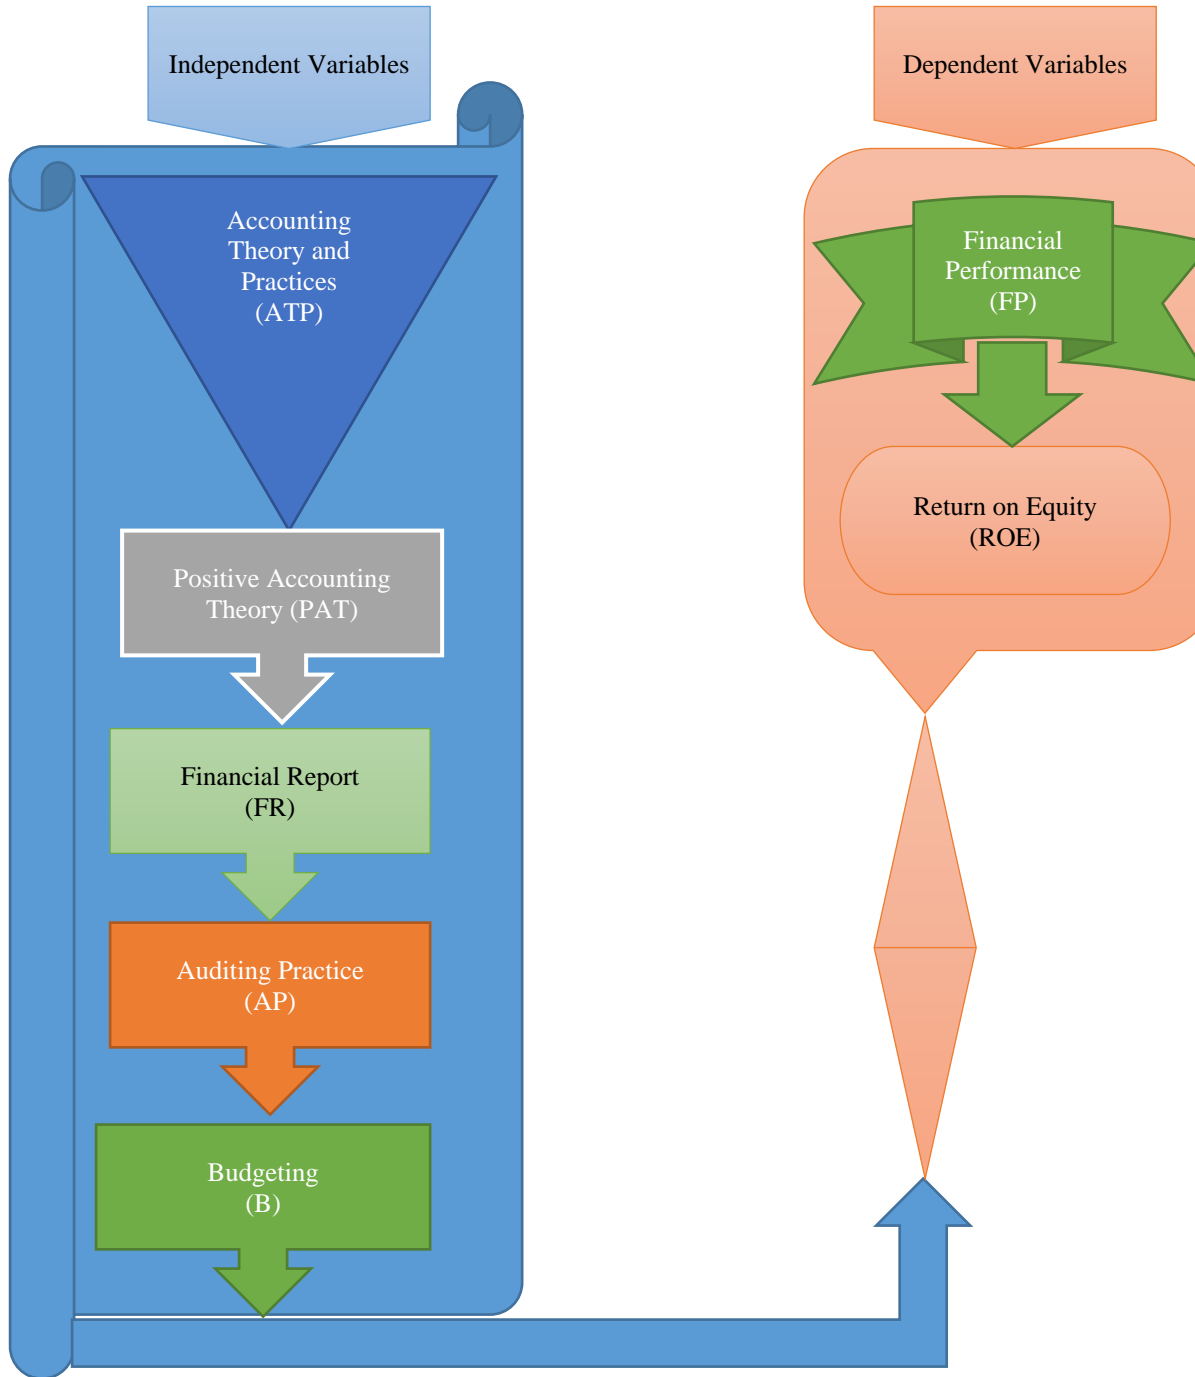 Independent Variables
Accounting
Theory and
Practices
(ATP)
Positive Accounting
Theory (PAT)
Financial Report
(FR)
Auditing Practice
(AP)
Budgeting
(B)
Dependent Variables
Financial
Performance
(FP)
Return on Equity
(ROE)